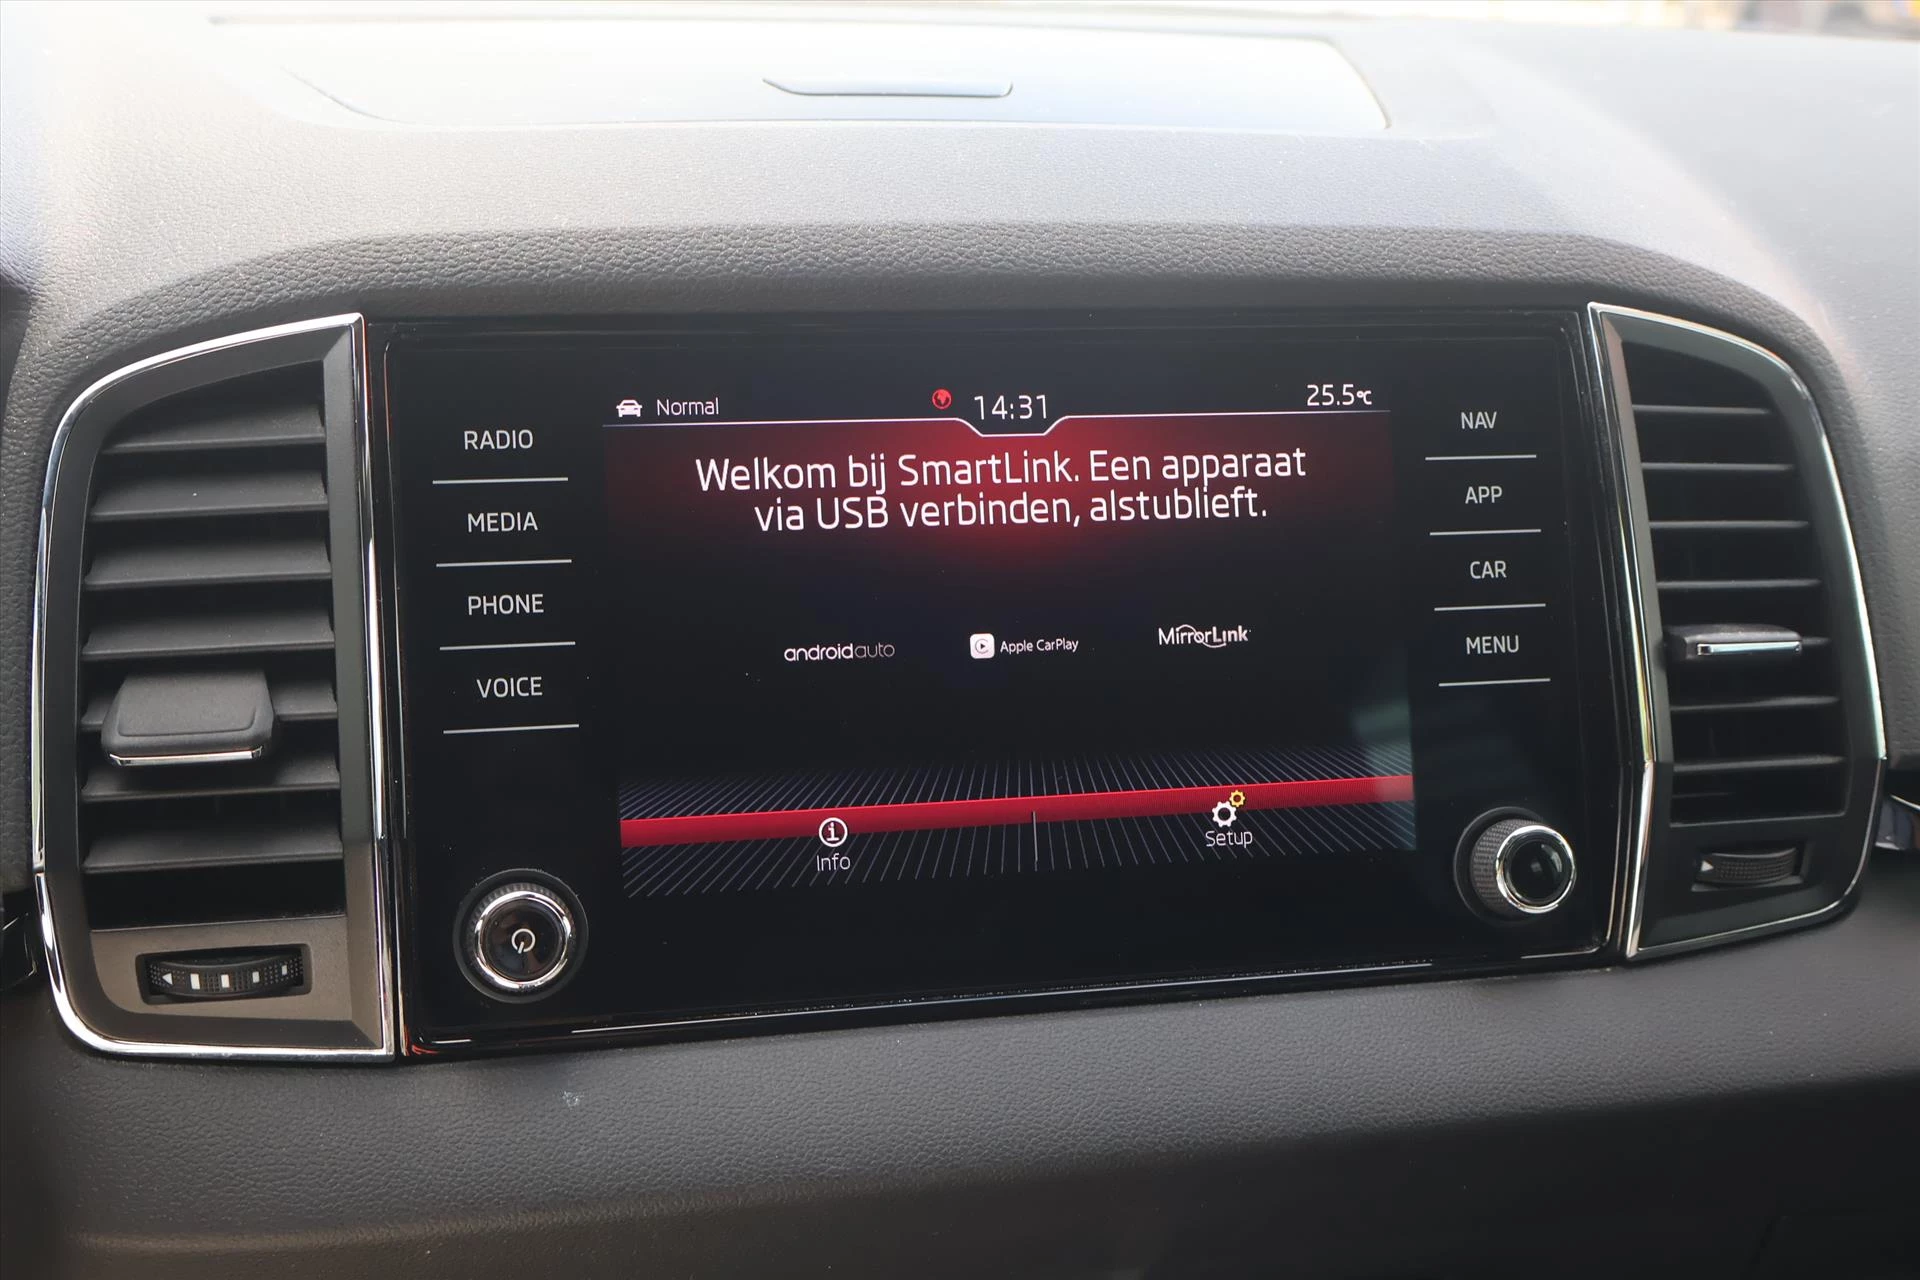 Normal
14:31
25.5°C
RADIO
MEDIA
PHONE
VOICE
Welkom bij SmartLink. Een apparaat
via USB verbinden, alstublieft.
androidauto
Apple CarPlay
MirrorLink
Info
Setup
NAV
APP
CAR
MENU